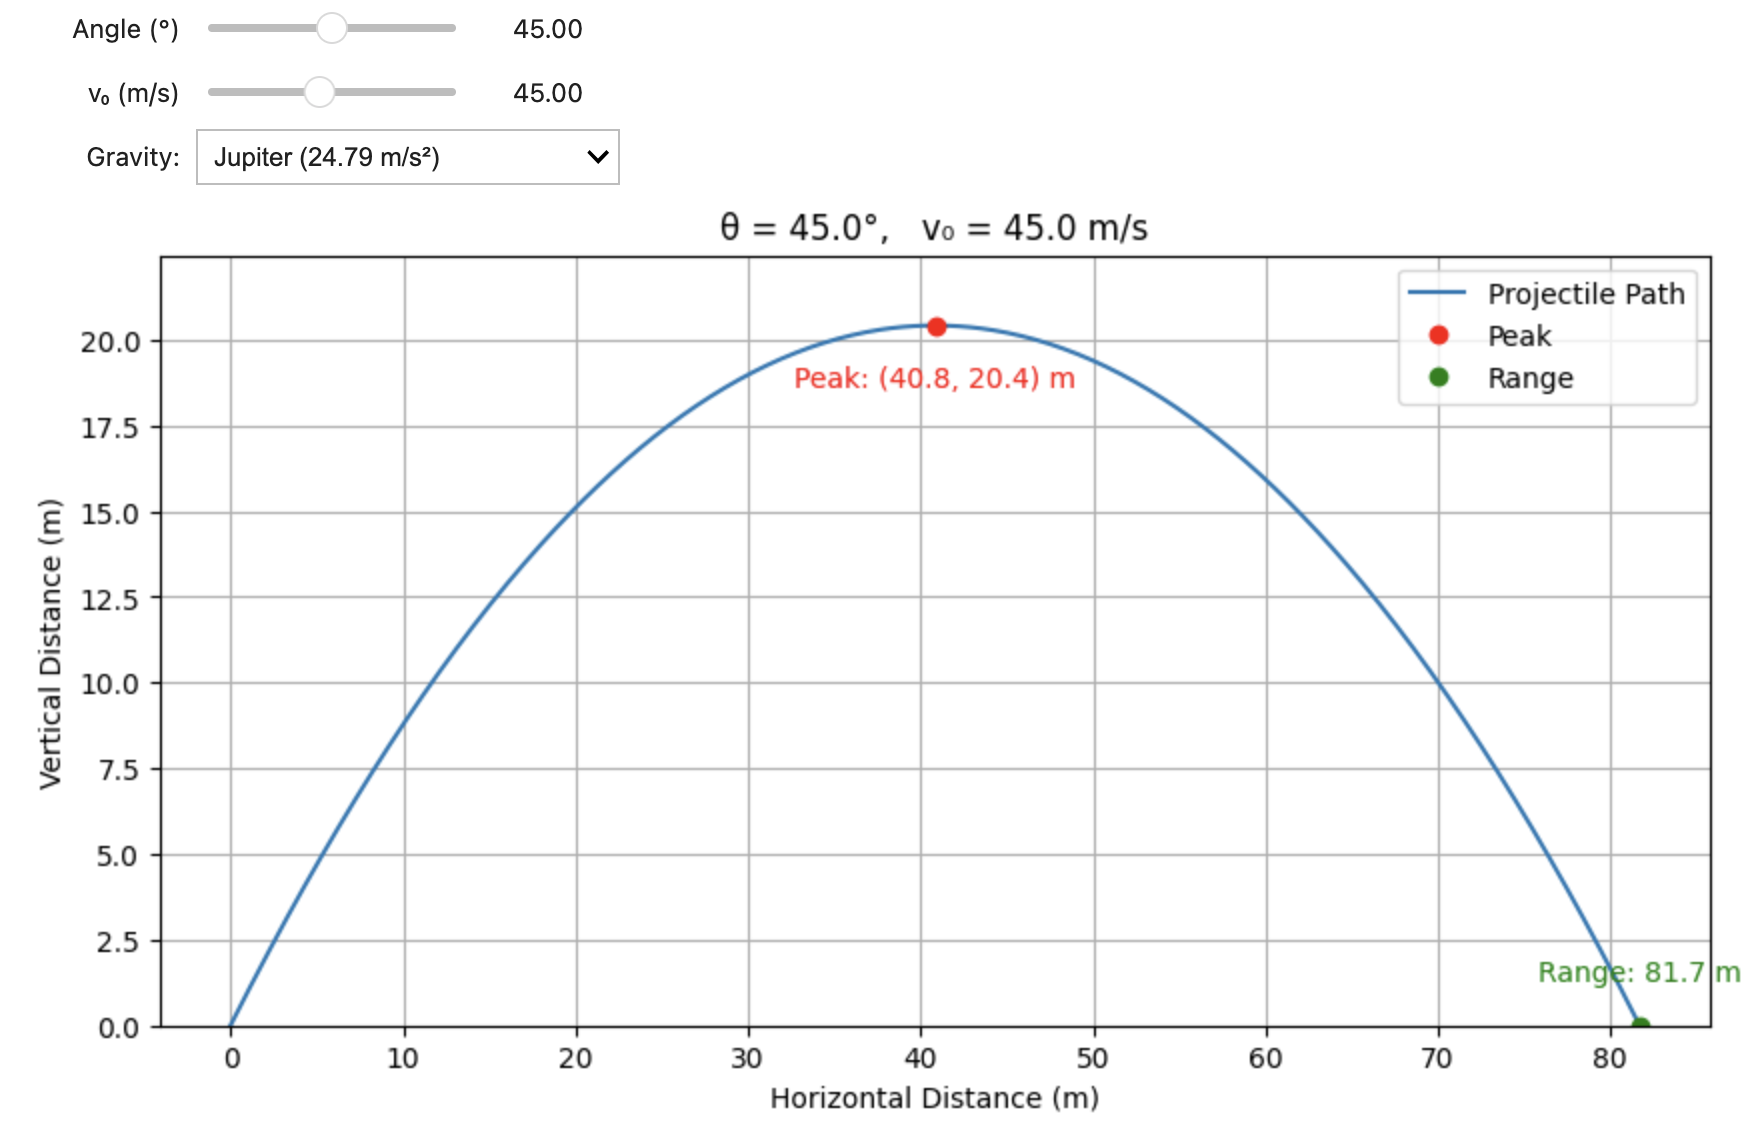 Angle (°) 45.00
v₀ (m/s) 45.00
Gravity: Jupiter (24.79 m/s²)
θ = 45.0°, v₀ = 45.0 m/s
Projectile Path
Peak
Range
Peak: (40.8, 20.4) m
Range: 81.7 m
Vertical Distance (m)
20.0
17.5
15.0
12.5
10.0
7.5
5.0
2.5
0.0
0 10 20 30 40 50 60 70 80
Horizontal Distance (m)